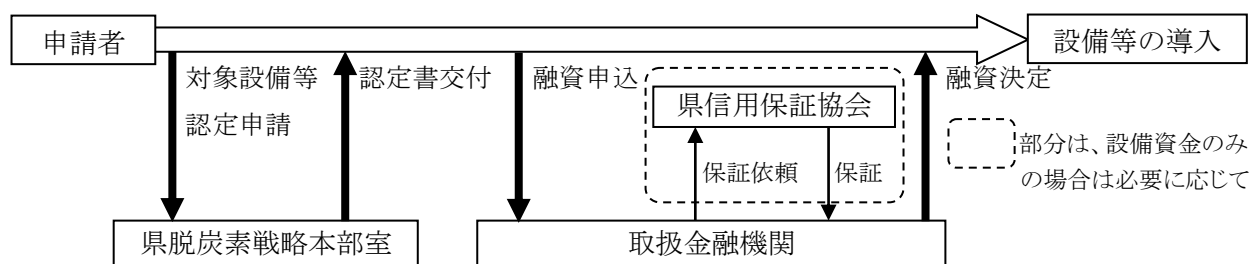 申請者
設備等の導入
対象設備等
認定申請
認定書交付
融資申込
県信用保証協会
保証依頼
保証
融資決定
部分は、設備資金のみ
の場合は必要に応じて
県脱炭素戦略本部室
取扱金融機関